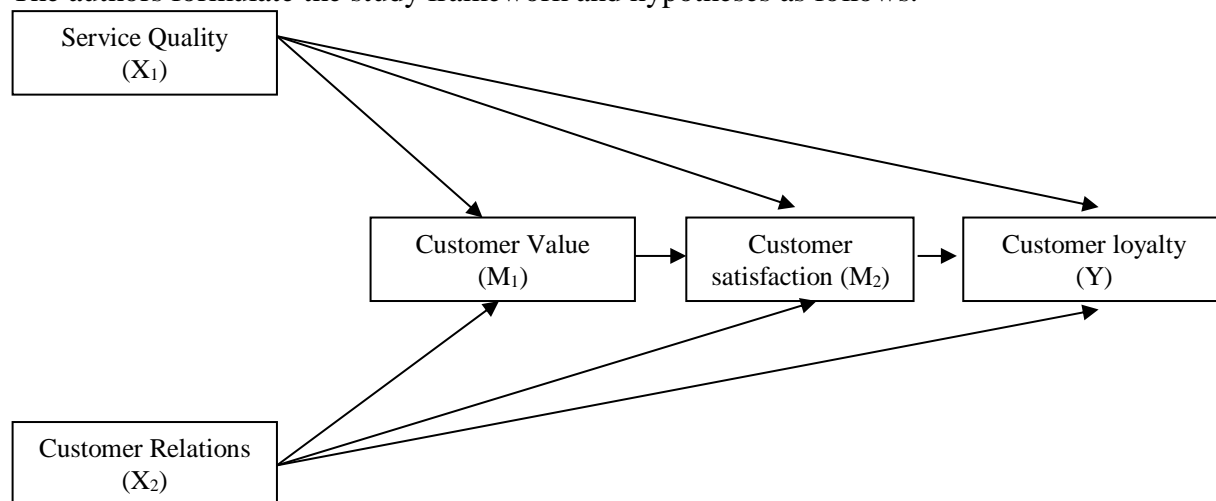 The authors formulate the study framework and hypotheses as follows.
Service Quality
(X₁)
Customer Value
(M₁)
Customer
satisfaction (M₂)
Customer loyalty
(Y)
Customer Relations
(X₂)